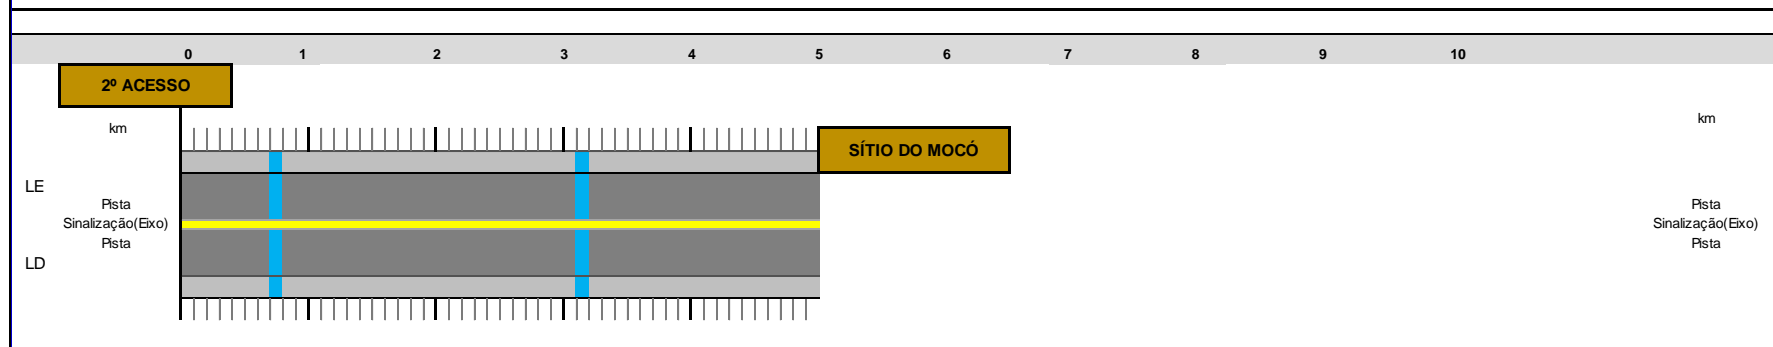 0 1 2 3 4 5 6 7 8 9 10
2º ACESSO
km km
SÍTIO DO MOCÓ
LE
Pista Pista
Sinalização(Eixo) Sinalização(Eixo)
Pista Pista
LD